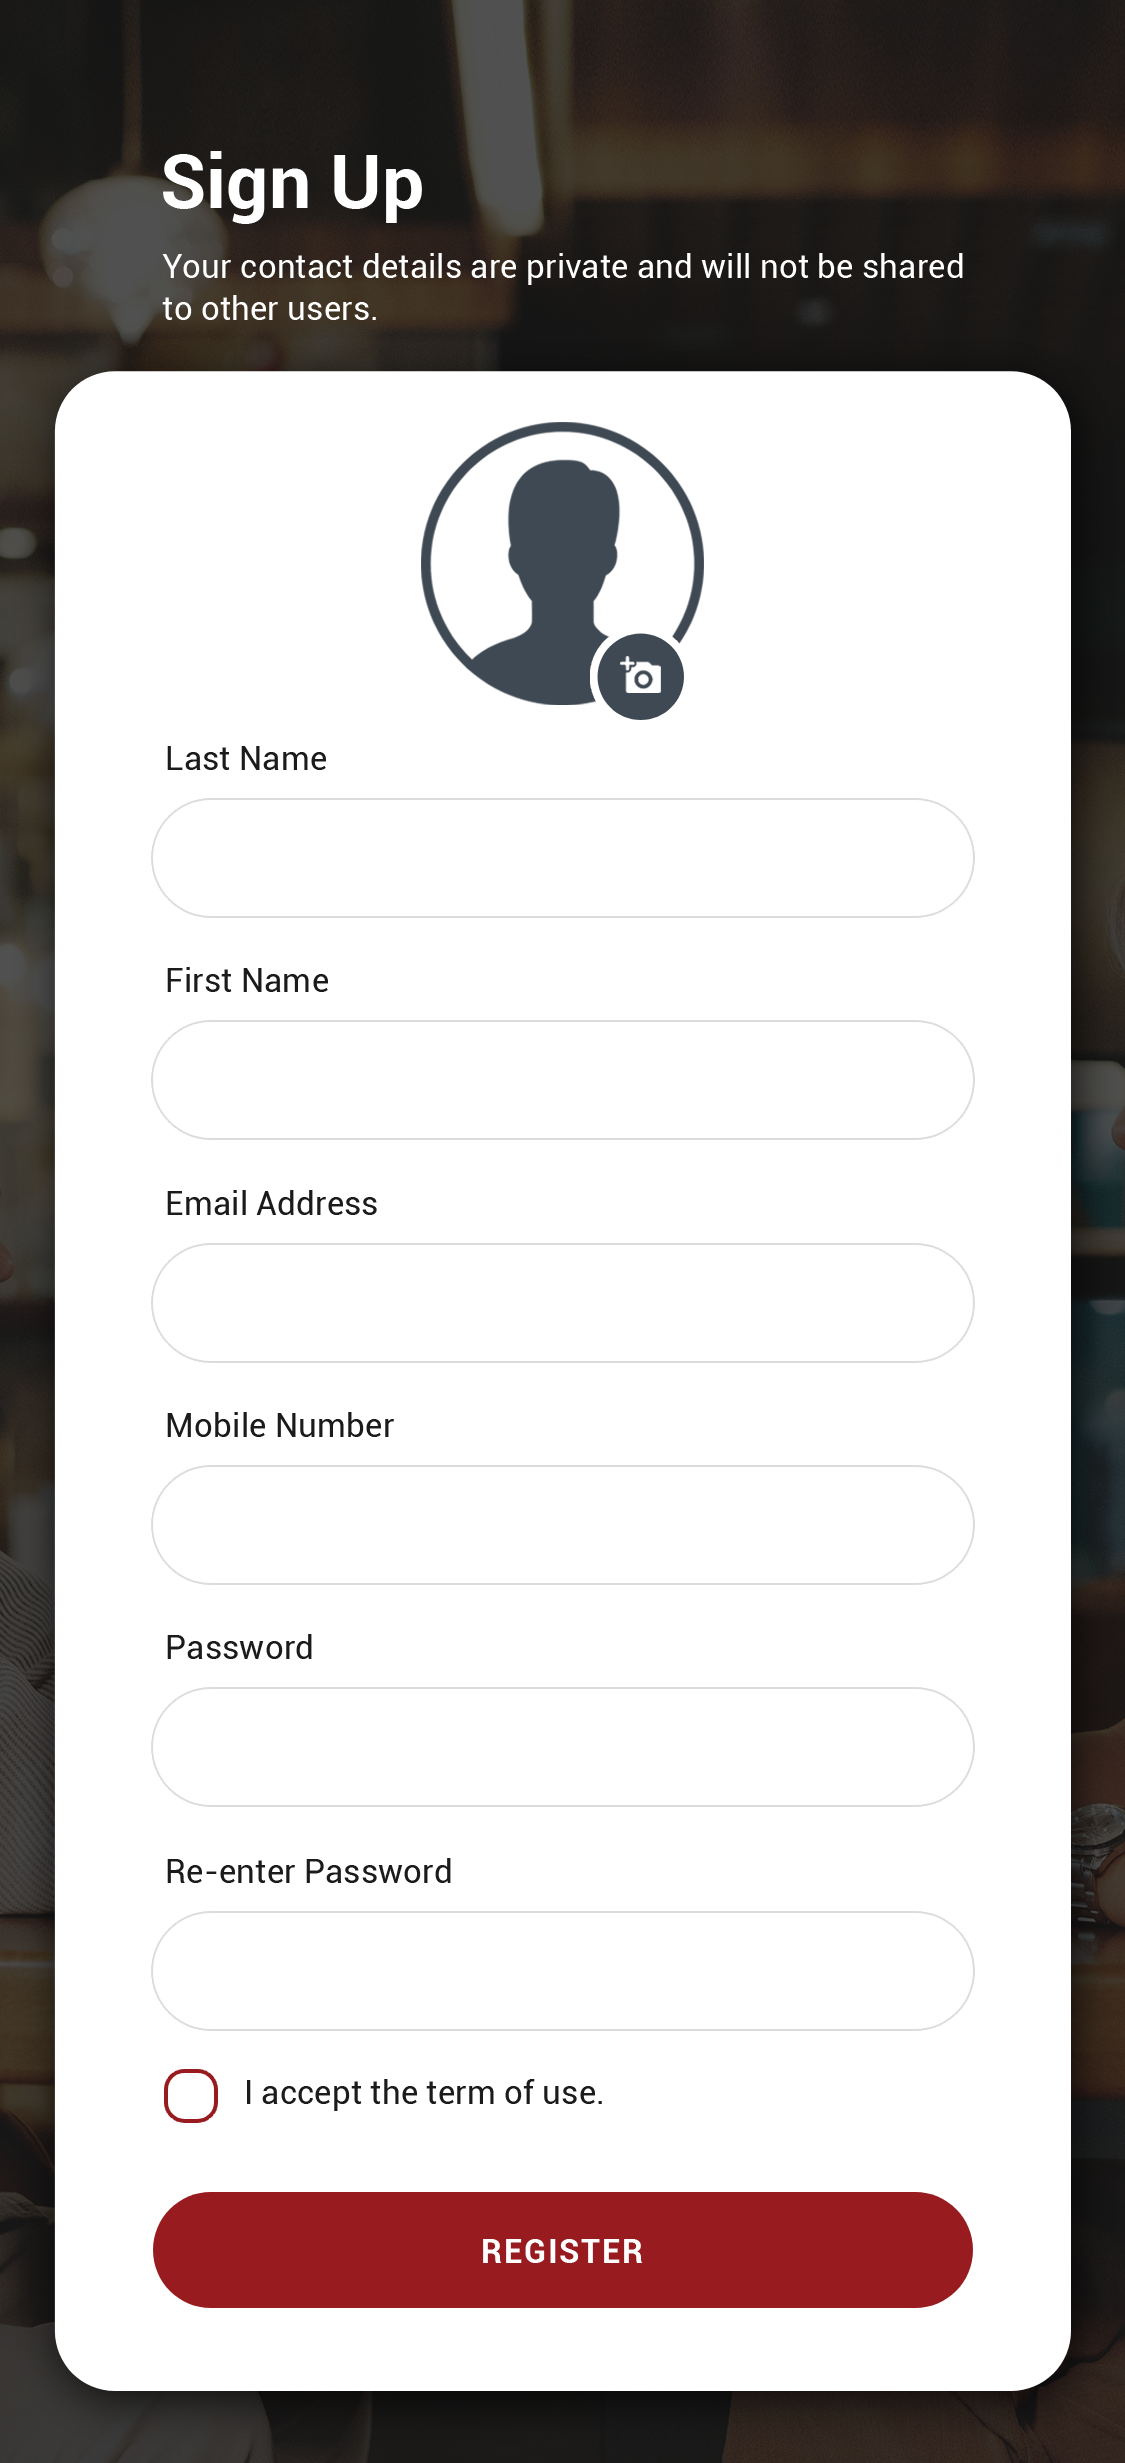 Sign Up
Your contact details are private and will not be shared
to other users.
Last Name
First Name
Email Address
Mobile Number
Password
Re-enter Password
I accept the term of use.
REGISTER